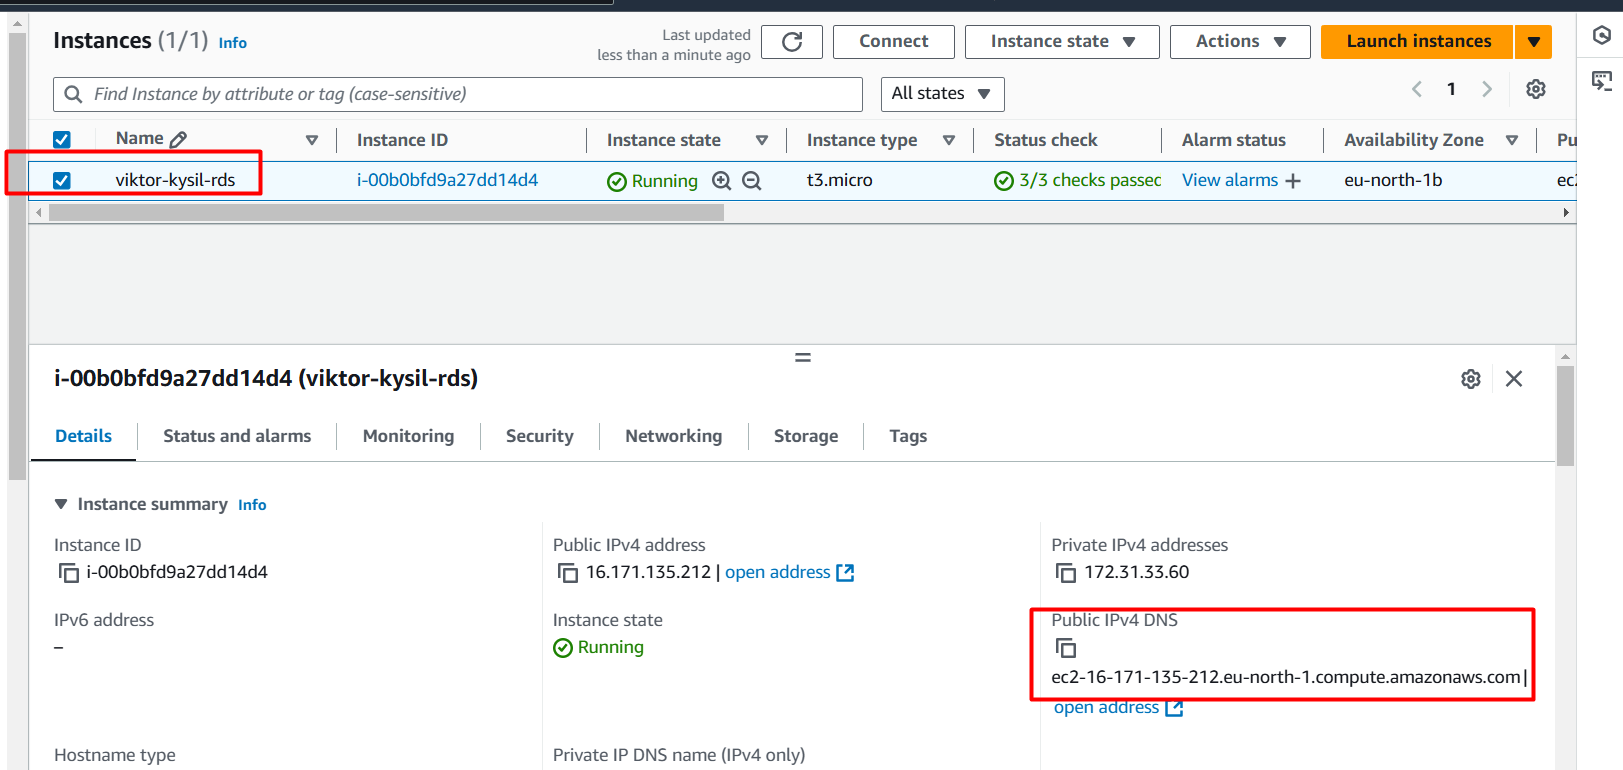 Instances (1/1) Info
Last updated
less than a minute ago
Connect
Instance state
Actions
Launch instances
Find Instance by attribute or tag (case-sensitive)
All states
1
Name
Instance ID
Instance state
Instance type
Status check
Alarm status
Availability Zone
Pu
viktor-kysil-rds
i-00b0bfd9a27dd14d4
Running
t3.micro
3/3 checks passed
View alarms
eu-north-1b
ec2
i-00b0bfd9a27dd14d4 (viktor-kysil-rds)
Details
Status and alarms
Monitoring
Security
Networking
Storage
Tags
Instance summary Info
Instance ID
i-00b0bfd9a27dd14d4
Public IPv4 address
16.171.135.212 | open address
Private IPv4 addresses
172.31.33.60
IPv6 address
–
Instance state
Running
Public IPv4 DNS
ec2-16-171-135-212.eu-north-1.compute.amazonaws.com |
open address
Hostname type
Private IP DNS name (IPv4 only)